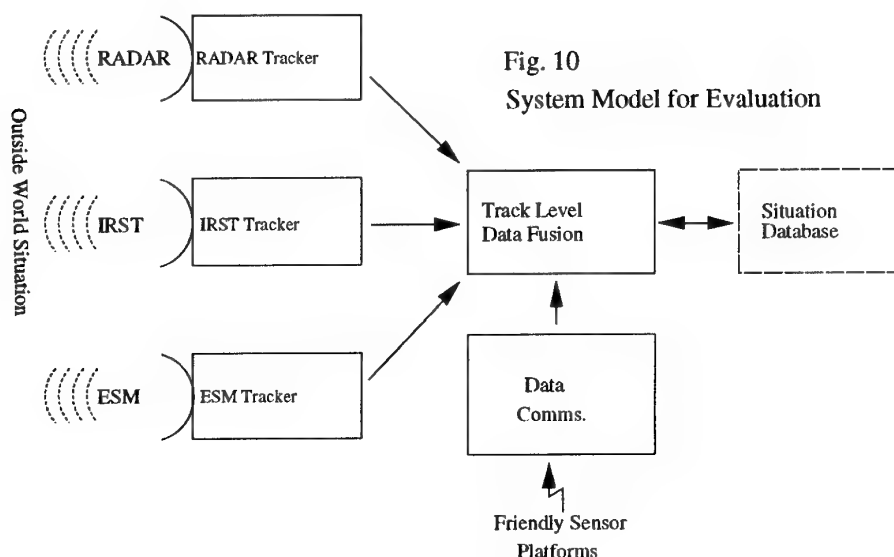 RADAR
RADAR Tracker
Fig. 10
System Model for Evaluation
Outside World Situation
IRST
IRST Tracker
Track Level
Data Fusion
Situation
Database
ESM
ESM Tracker
Data
Comms.
Friendly Sensor
Platforms